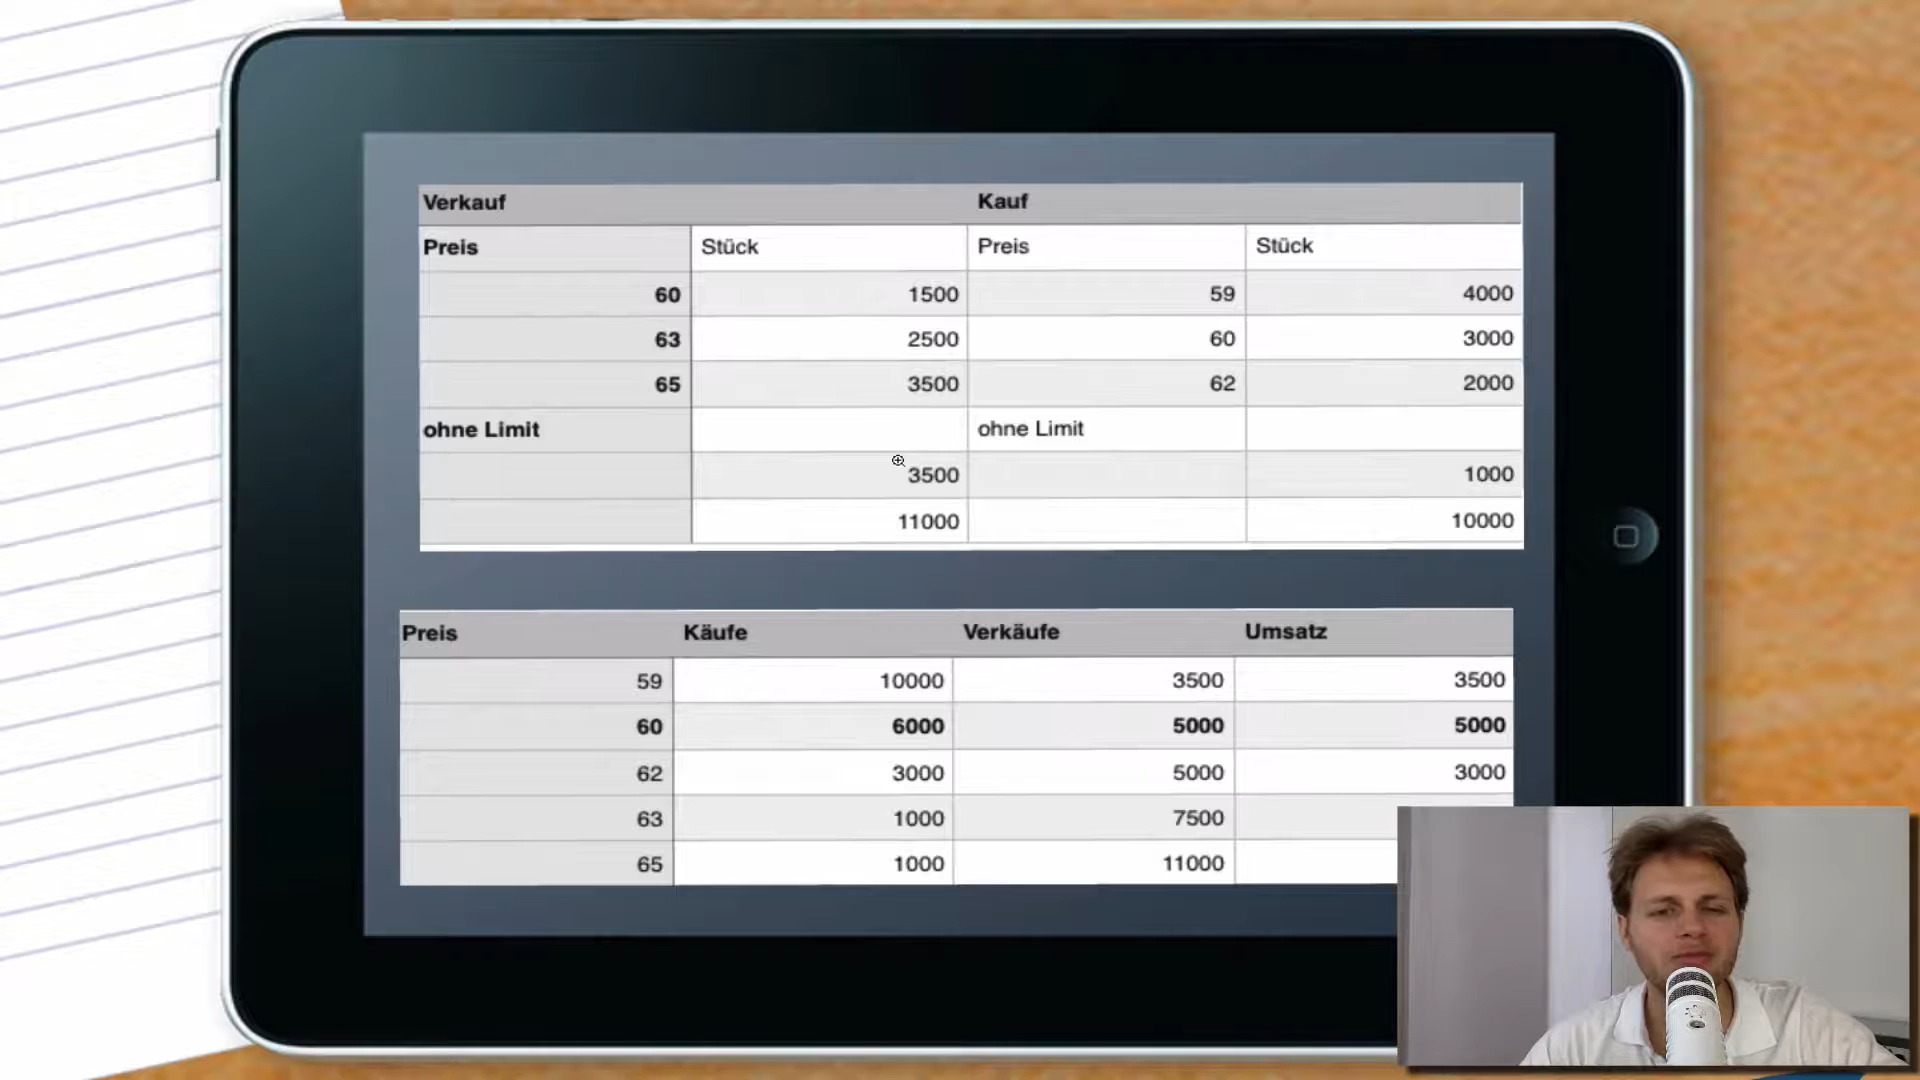 Verkauf Kauf
Preis Stück Preis Stück
60 1500 59 4000
63 2500 60 3000
65 3500 62 2000
ohne Limit ohne Limit
3500 1000
11000 10000
Preis Käufe Verkäufe Umsatz
59 10000 3500 3500
60 6000 5000 5000
62 3000 5000 3000
63 1000 7500
65 1000 11000